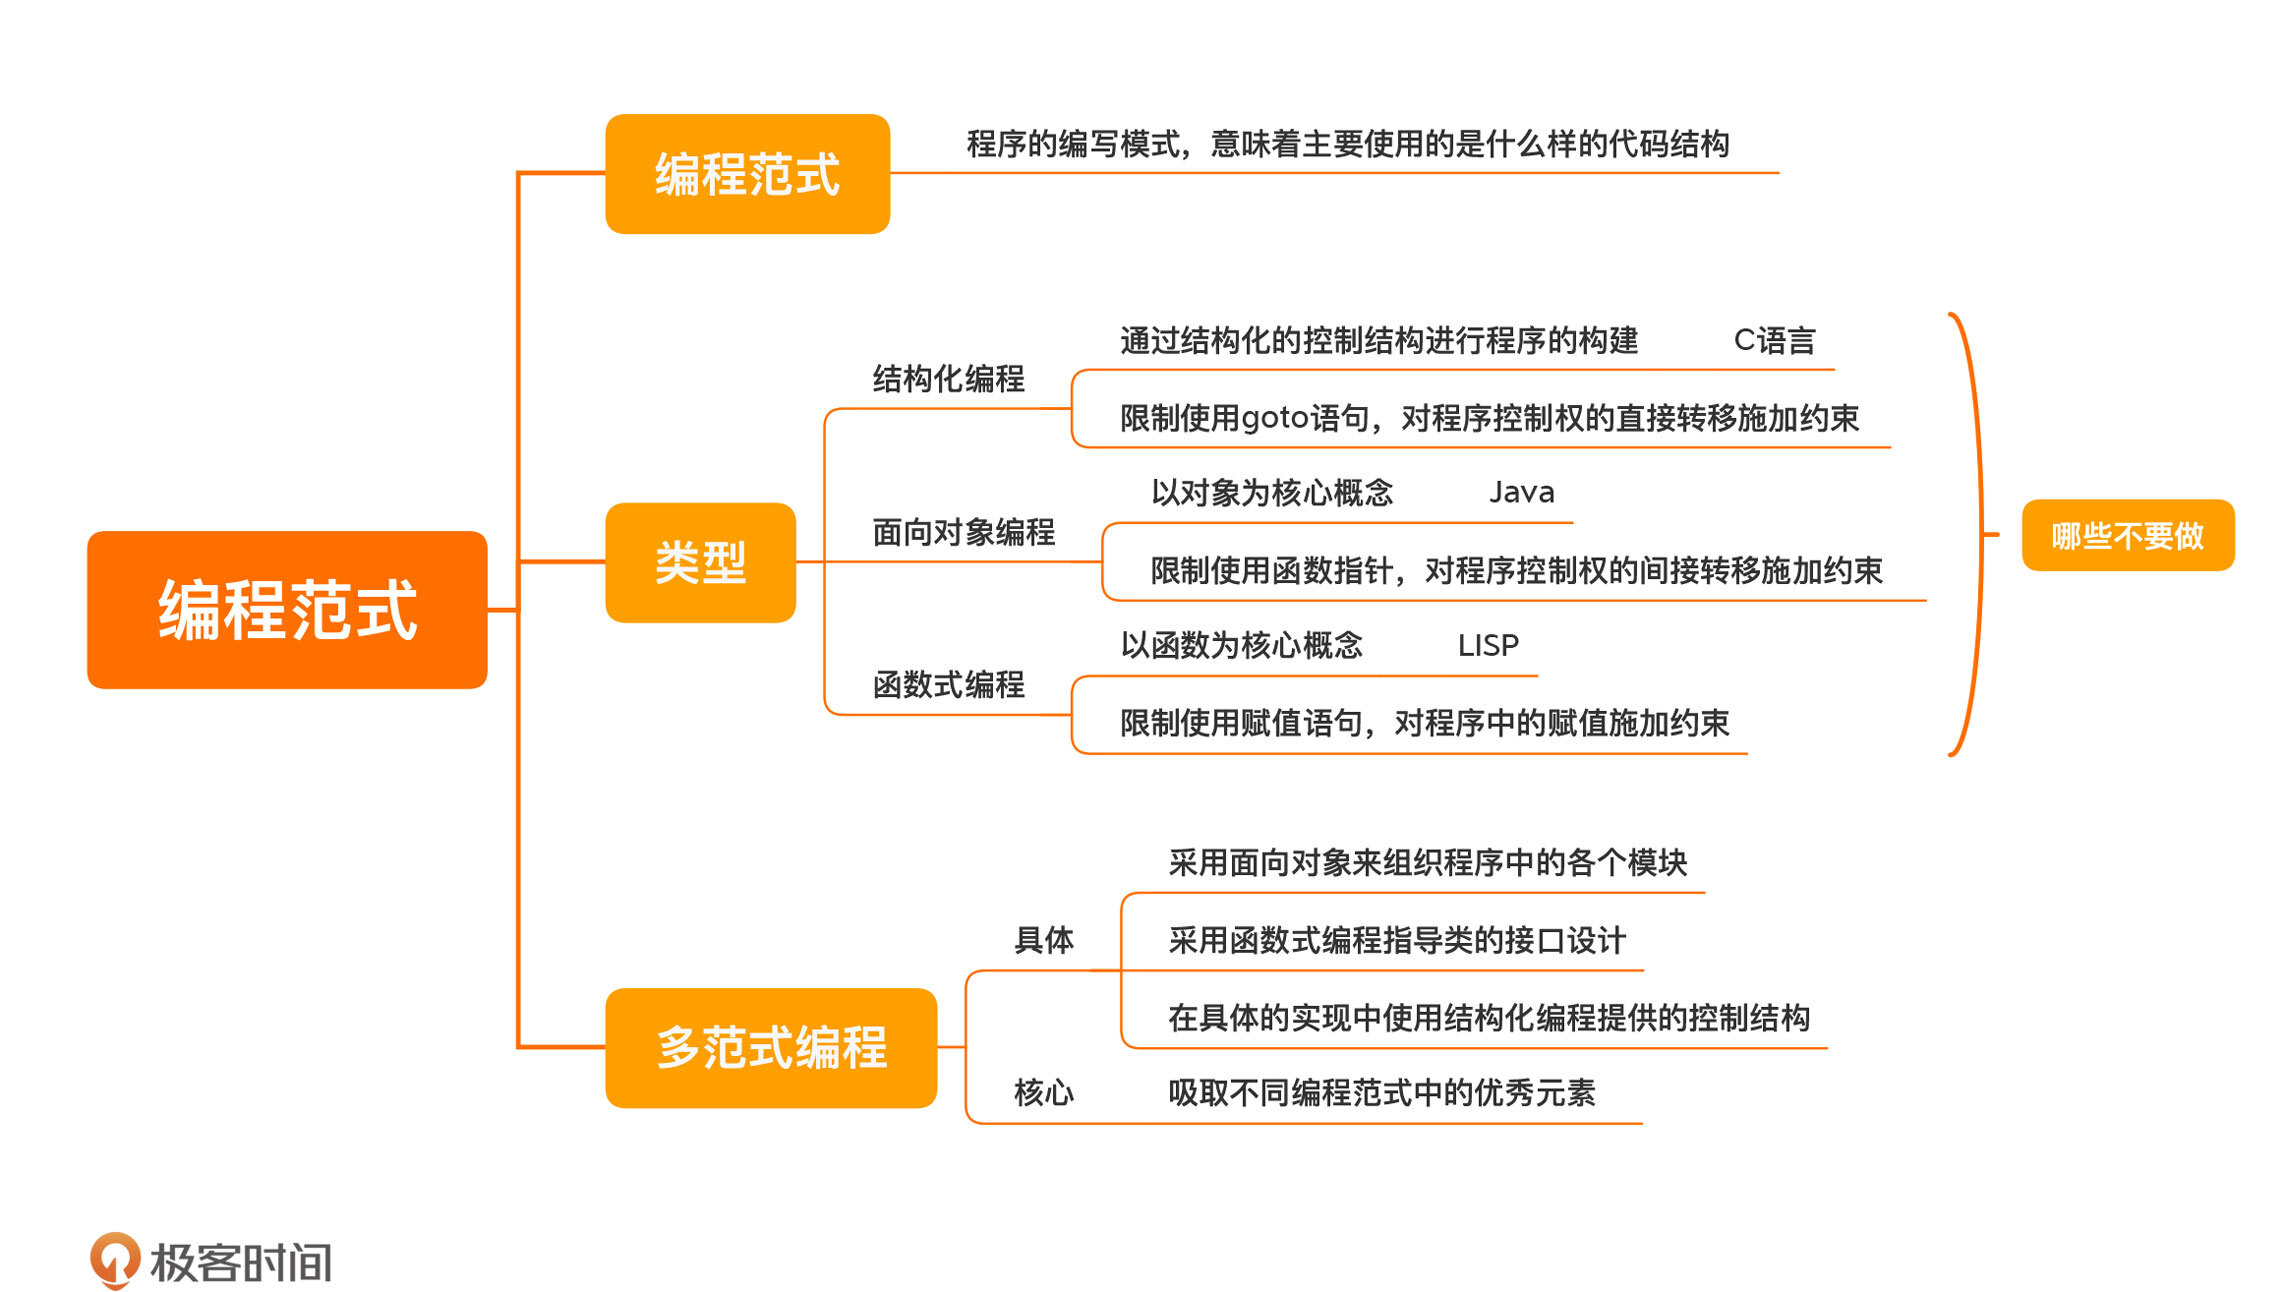 编程范式
编程范式
程序的编写模式，意味着主要使用的是什么样的代码结构
类型
结构化编程
通过结构化的控制结构进行程序的构建 C语言
限制使用goto语句，对程序控制权的直接转移施加约束
面向对象编程
以对象为核心概念 Java
限制使用函数指针，对程序控制权的间接转移施加约束
函数式编程
以函数为核心概念 LISP
限制使用赋值语句，对程序中的赋值施加约束
哪些不要做
多范式编程
具体
采用面向对象来组织程序中的各个模块
采用函数式编程指导类的接口设计
在具体的实现中使用结构化编程提供的控制结构
核心 吸取不同编程范式中的优秀元素
极客时间